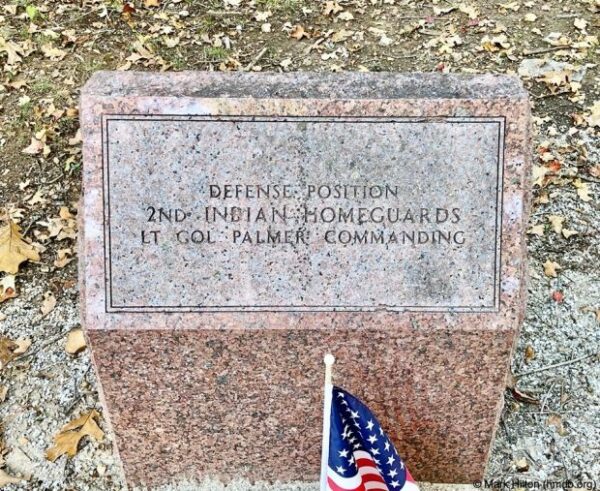 DEFENSE POSITION
2ND INDIAN HOMEGUARDS
LT COL PALMER COMMANDING
© Mark Hilton (hmdb.org)